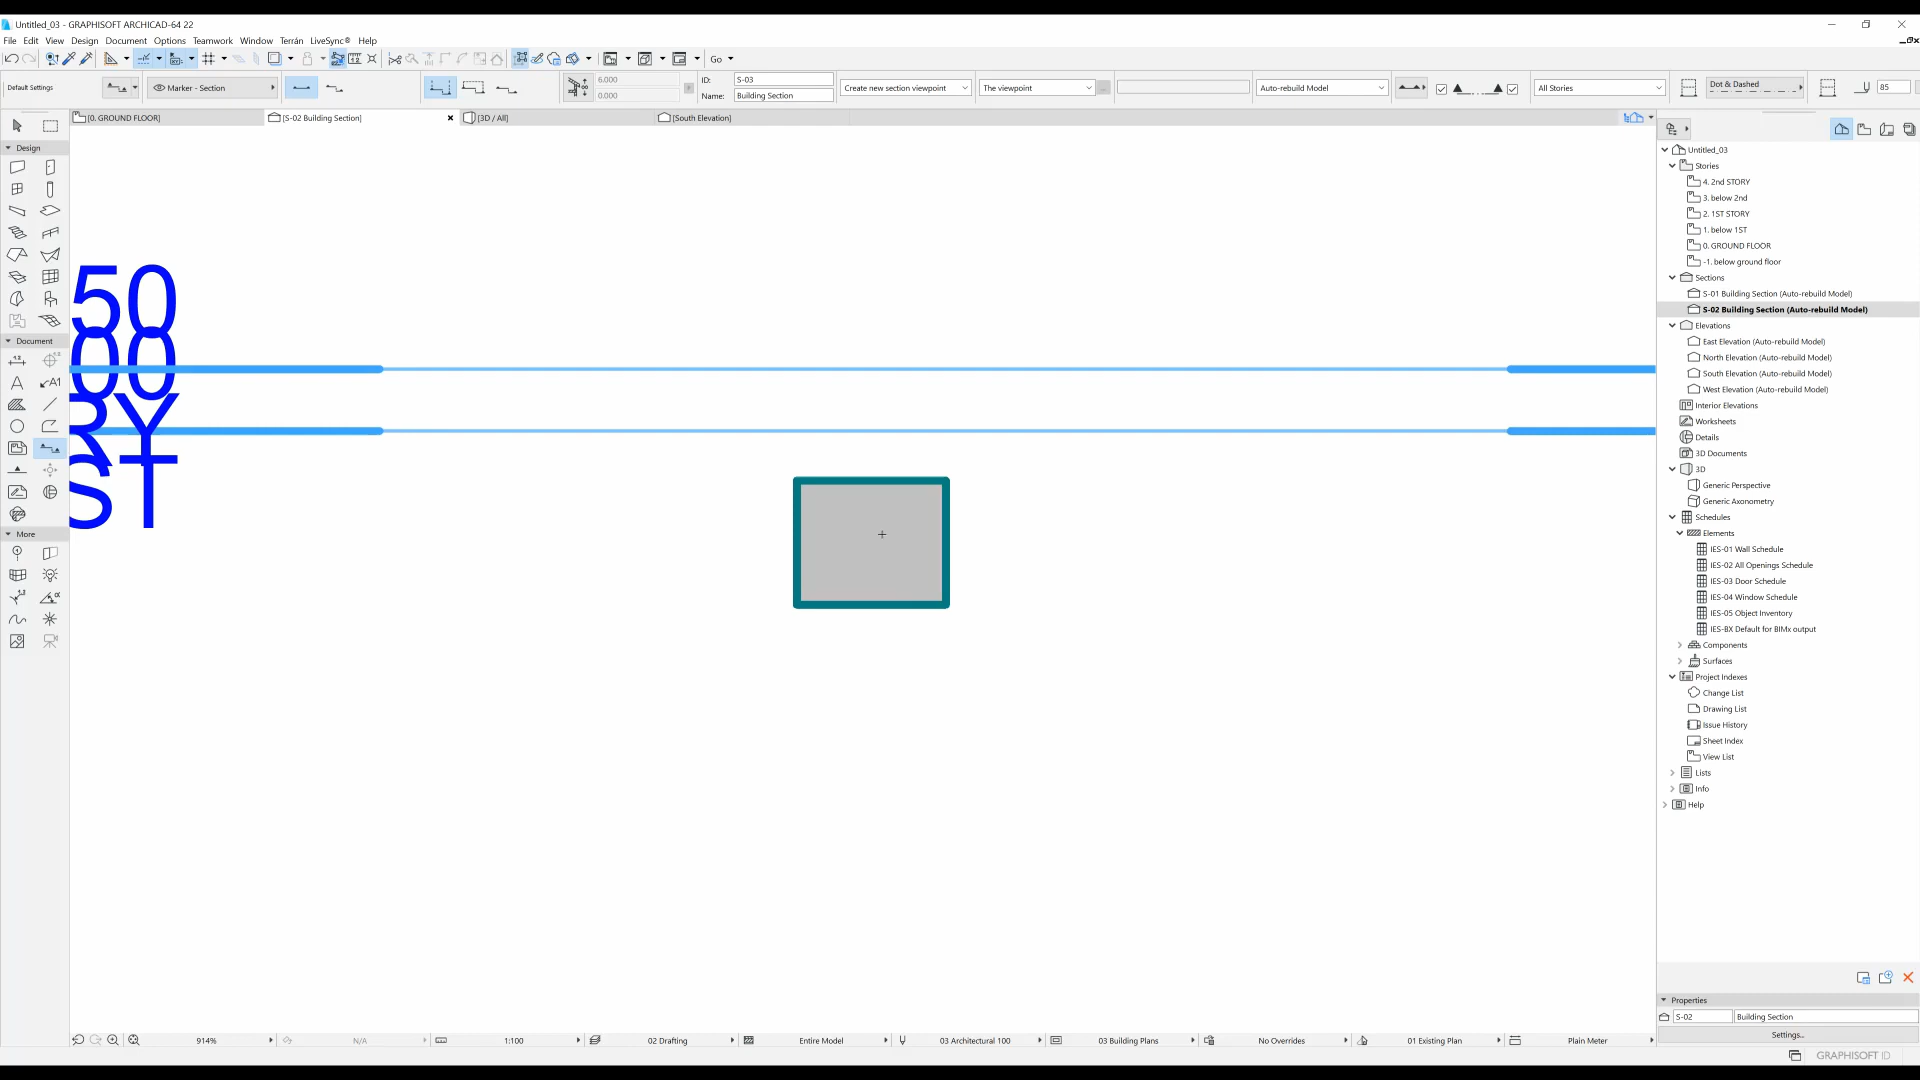 Untitled_03 - GRAPHISOFT ARCHICAD-64 22
File Edit View Design Document Options Teamwork Window Terrán LiveSync® Help
Go
Default Settings
Marker - Section
6.000
0.000
ID: S-03
Name: Building Section
Create new section viewpoint
The viewpoint
...
Auto-rebuild Model
All Stories
Dot & Dashed
85
[0. GROUND FLOOR]
[S-02 Building Section]
[3D / All]
[South Elevation]
Design
Document
A1
More
50
00
RY
ST
Untitled_03
Stories
4. 2nd STORY
3. below 2nd
2. 1ST STORY
1. below 1ST
0. GROUND FLOOR
-1. below ground floor
Sections
S-01 Building Section (Auto-rebuild Model)
S-02 Building Section (Auto-rebuild Model)
Elevations
East Elevation (Auto-rebuild Model)
North Elevation (Auto-rebuild Model)
South Elevation (Auto-rebuild Model)
West Elevation (Auto-rebuild Model)
Interior Elevations
Worksheets
Details
3D Documents
3D
Generic Perspective
Generic Axonometry
Schedules
Elements
IES-01 Wall Schedule
IES-02 All Openings Schedule
IES-03 Door Schedule
IES-04 Window Schedule
IES-05 Object Inventory
IES-BX Default for BIMx output
Components
Surfaces
Project Indexes
Change List
Drawing List
Issue History
Sheet Index
View List
Lists
Info
Help
Properties
S-02
Building Section
Settings...
914%
N/A
1:100
02 Drafting
Entire Model
03 Architectural 100
03 Building Plans
No Overrides
01 Existing Plan
Plain Meter
GRAPHISOFT ID